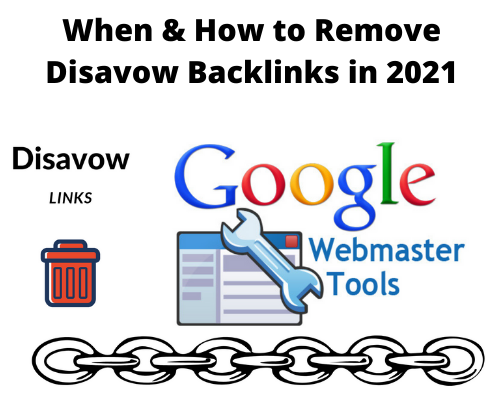 When & How to Remove
Disavow Backlinks in 2021
Disavow
LINKS
Google
Webmaster
Tools